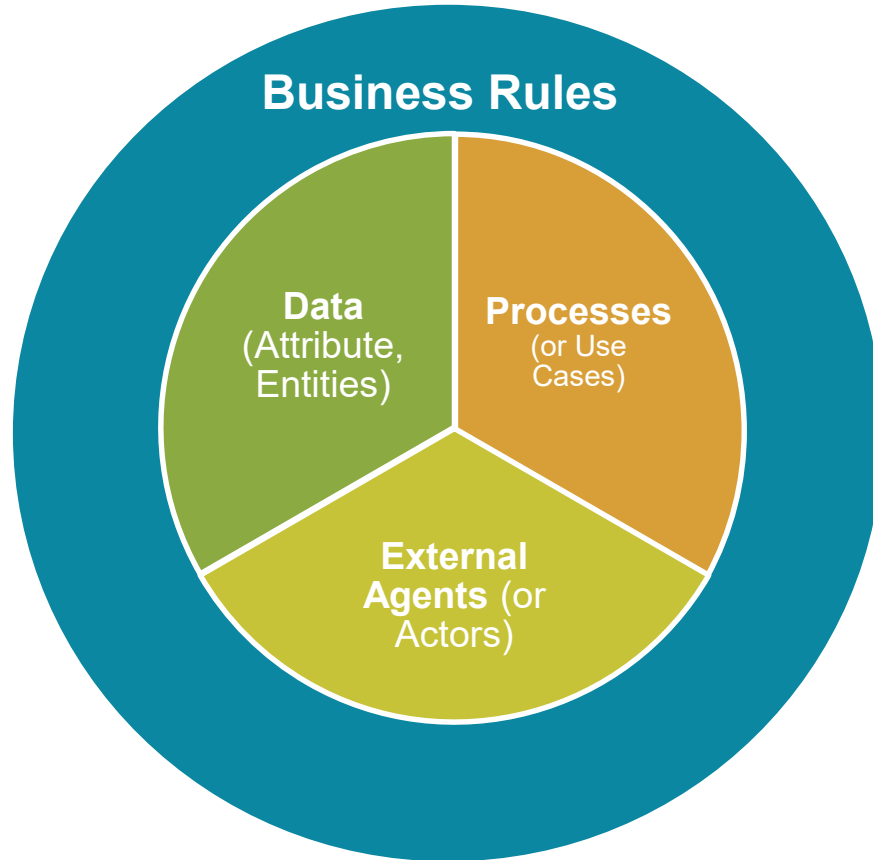 Business Rules
Data
(Attribute,
Entities)
Processes
(or Use
Cases)
External
Agents (or
Actors)